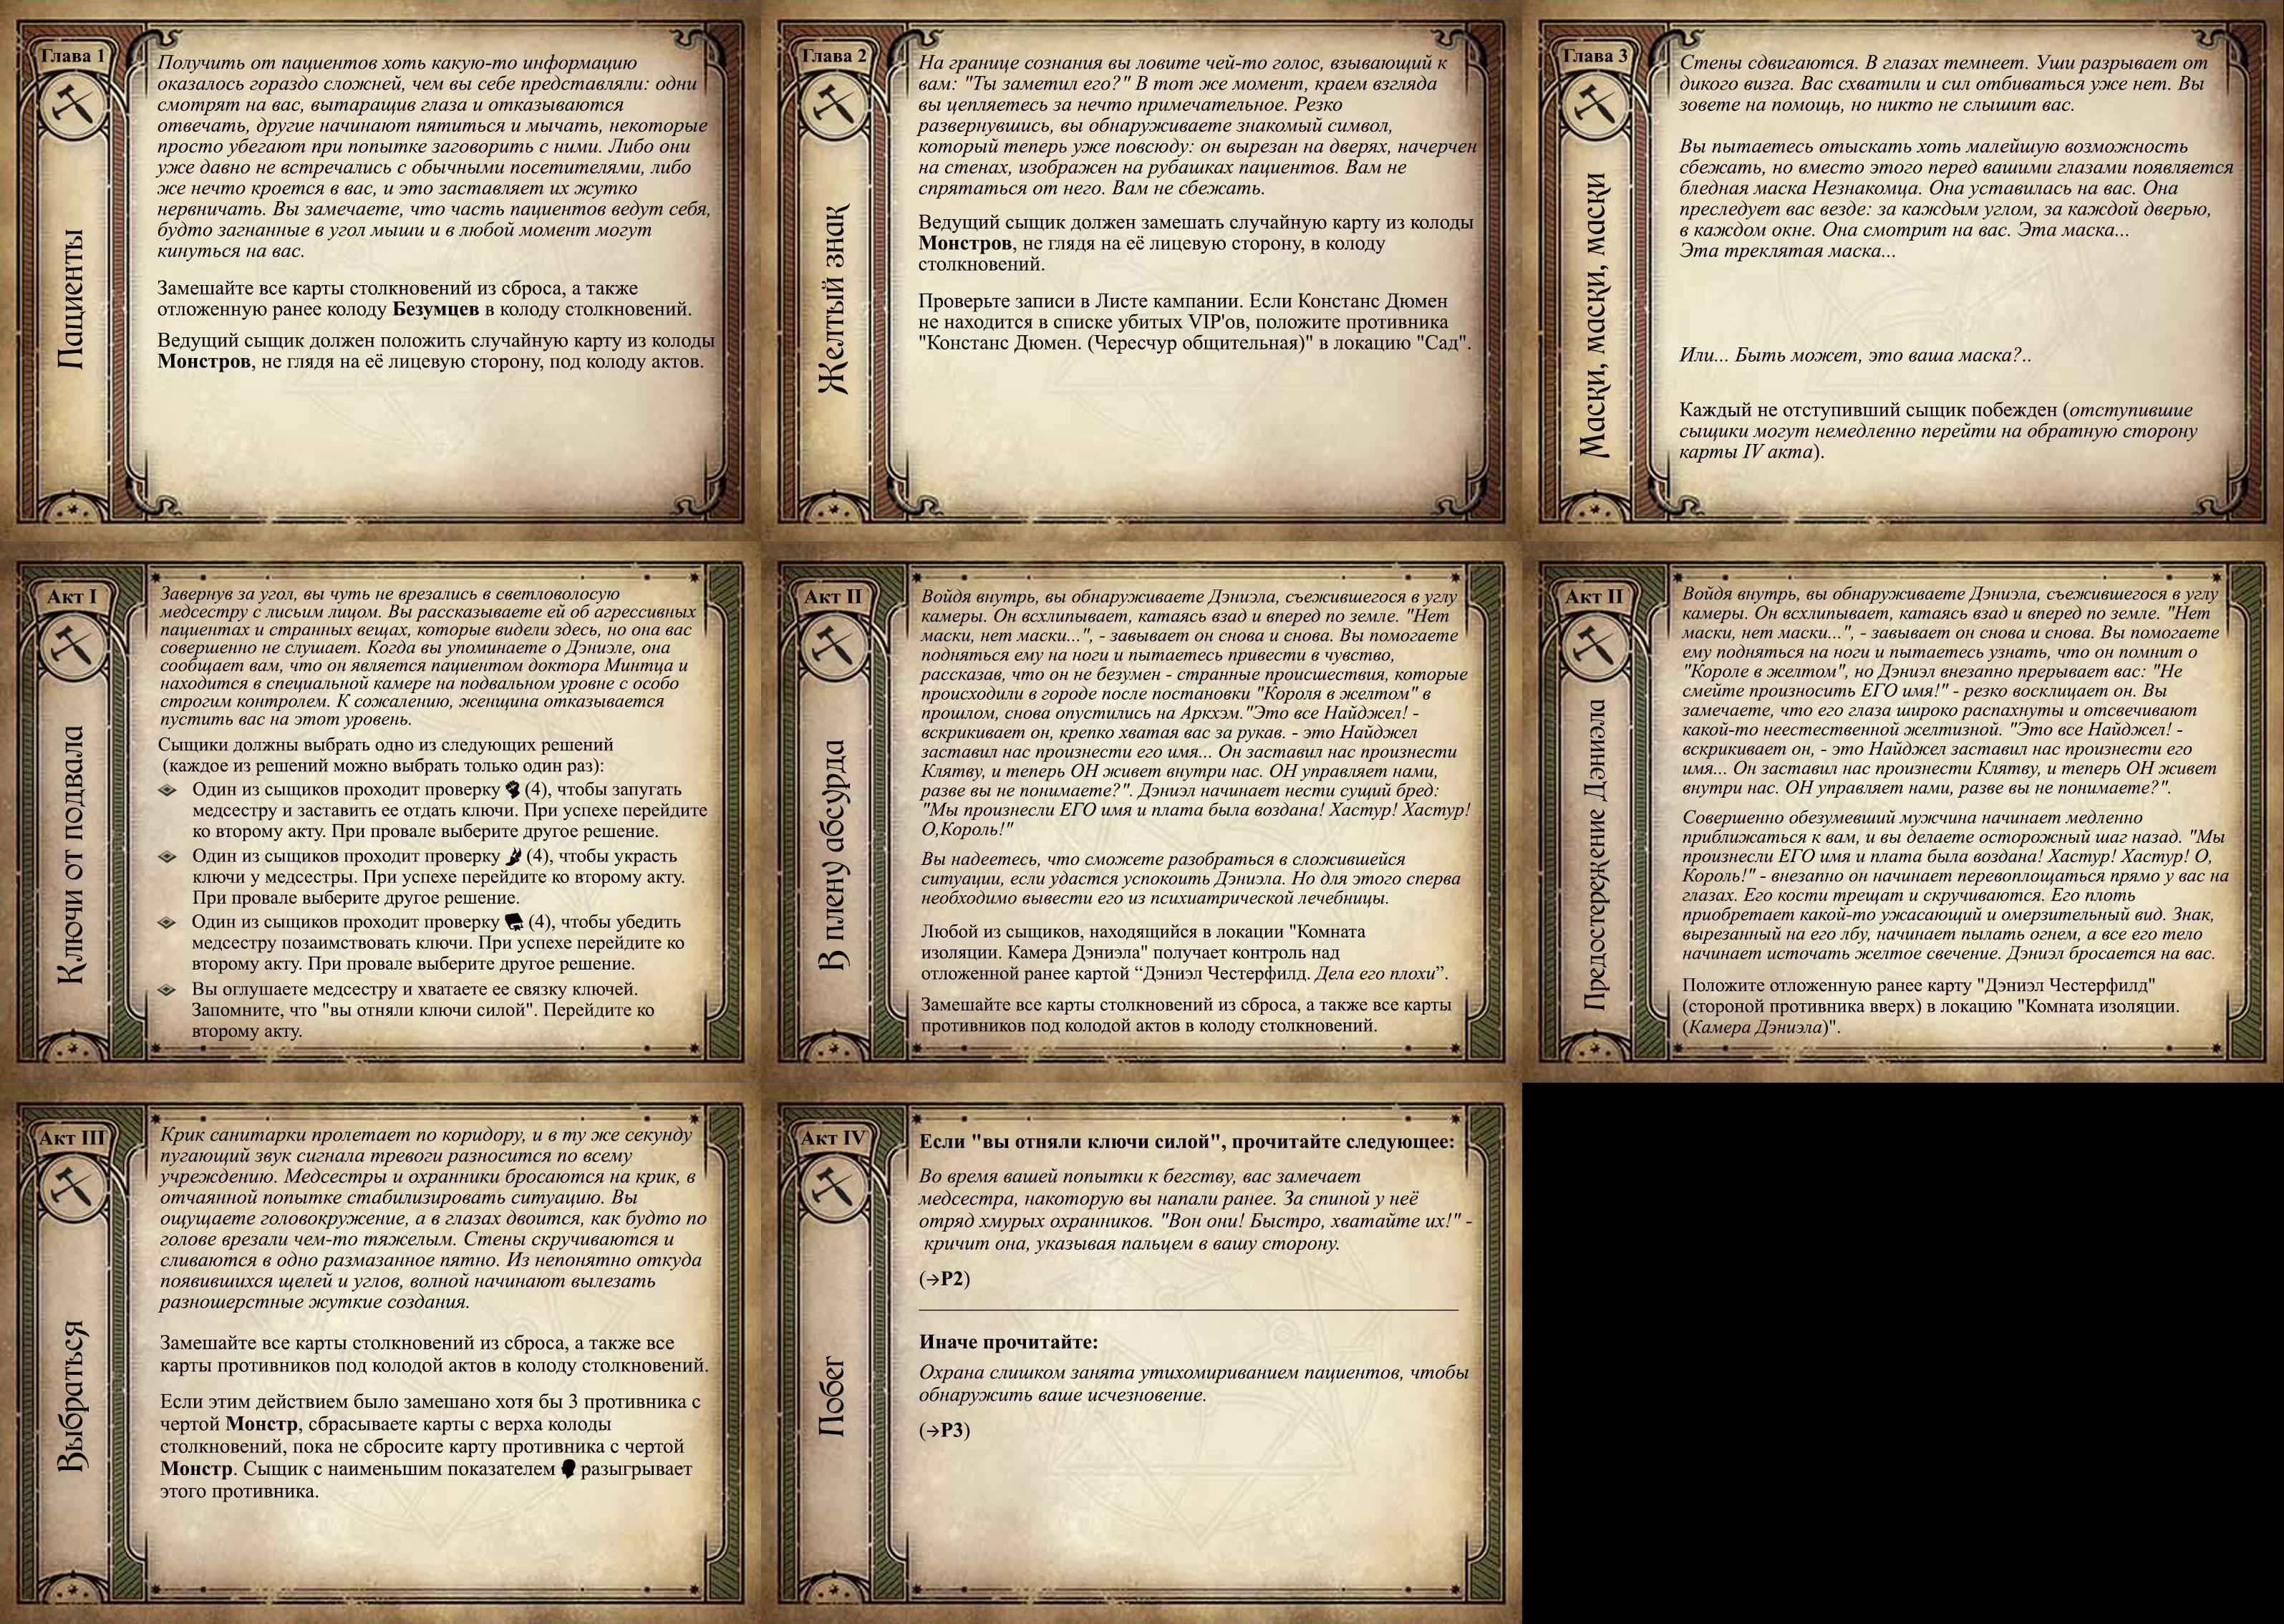 Глава 1
Пациенты
Получить от пациентов хоть какую-то информацию
оказалось гораздо сложней, чем вы себе представляли: одни
смотрят на вас, вытаращив глаза и отказываются
отвечать, другие начинают пятиться и мычать, некоторые
просто убегают при попытке заговорить с ними. Либо они
уже давно не встречались с обычными посетителями, либо
же нечто кроется в вас, и это заставляет их жутко
нервничать. Вы замечаете, что часть пациентов ведут себя,
будто загнанные в угол мыши и в любой момент могут
кинуться на вас.
Замешайте все карты столкновений из сброса, а также
отложенную ранее колоду Безумцев в колоду столкновений.
Ведущий сыщик должен положить случайную карту из колоды
Монстров, не глядя на её лицевую сторону, под колоду актов.
Глава 2
Желтый знак
На границе сознания вы ловите чей-то голос, взывающий к
вам: "Ты заметил его?" В тот же момент, краем взгляда
вы цепляетесь за нечто примечательное. Резко
развернувшись, вы обнаруживаете знакомый символ,
который теперь уже повсюду: он вырезан на дверях, начерчен
на стенах, изображен на рубашках пациентов. Вам не
спрятаться от него. Вам не сбежать.
Ведущий сыщик должен замешать случайную карту из колоды
Монстров, не глядя на её лицевую сторону, в колоду
столкновений.
Проверьте записи в Листе кампании. Если Констанс Дюмен
не находится в списке убитых VIP'ов, положите противника
"Констанс Дюмен. (Чересчур общительная)" в локацию "Сад".
Глава 3
Маски, маски, маски
Стены сдвигаются. В глазах темнеет. Уши разрывает от
дикого визга. Вас схватили и сил отбиваться уже нет. Вы
зовете на помощь, но никто не слышит вас.
Вы пытаетесь отыскать хоть малейшую возможность
сбежать, но вместо этого перед вашими глазами появляется
бледная маска Незнакомца. Она уставилась на вас. Она
преследует вас везде: за каждым углом, за каждой дверью,
в каждом окне. Она смотрит на вас. Эта маска...
Эта треклятая маска...
Или... Быть может, это ваша маска?..
Каждый не отступивший сыщик побежден (отступившие
сыщики могут немедленно перейти на обратную сторону
карты IV акта).
Акт I
Ключи от подвала
Завернув за угол, вы чуть не врезались в светловолосую
медсестру с лисьим лицом. Вы рассказываете ей об агрессивных
пациентах и странных вещах, которые видели здесь, но она вас
совершенно не слушает. Когда вы упоминаете о Дэниэле, она
сообщает вам, что он является пациентом доктора Минтца и
находится в специальной камере на подвальном уровне с особо
строгим контролем. К сожалению, женщина отказывается
пустить вас на этот уровень.
Сыщики должны выбрать одно из следующих решений
(каждое из решений можно выбрать только один раз):
Один из сыщиков проходит проверку (4), чтобы запугать
медсестру и заставить ее отдать ключи. При успехе перейдите
ко второму акту. При провале выберите другое решение.
Один из сыщиков проходит проверку (4), чтобы украсть
ключи у медсестры. При успехе перейдите ко второму акту.
При провале выберите другое решение.
Один из сыщиков проходит проверку (4), чтобы убедить
медсестру позаимствовать ключи. При успехе перейдите ко
второму акту. При провале выберите другое решение.
Вы оглушаете медсестру и хватаете ее связку ключей.
Запомните, что "вы отняли ключи силой". Перейдите ко
второму акту.
Акт II
В плену абсурда
Войдя внутрь, вы обнаруживаете Дэниэла, съежившегося в углу
камеры. Он всхлипывает, катаясь взад и вперед по земле. "Нет
маски, нет маски...", - завывает он снова и снова. Вы помогаете
подняться ему на ноги и пытаетесь привести в чувство,
рассказав, что он не безумен - странные происшествия, которые
происходили в городе после постановки "Короля в желтом" в
прошлом, снова опустились на Аркхэм."Это все Найджел! -
вскрикивает он, крепко хватая вас за рукав. - это Найджел
заставил нас произнести его имя... Он заставил нас произнести
Клятву, и теперь ОН живет внутри нас. ОН управляет нами,
разве вы не понимаете?". Дэниэл начинает нести сущий бред:
"Мы произнесли ЕГО имя и плата была воздана! Хастур! Хастур!
О,Король!"
Вы надеетесь, что сможете разобраться в сложившейся
ситуации, если удастся успокоить Дэниэла. Но для этого сперва
необходимо вывести его из психиатрической лечебницы.
Любой из сыщиков, находящийся в локации "Комната
изоляции. Камера Дэниэла" получает контроль над
отложенной ранее картой “Дэниэл Честерфилд. Дела его плохи”.
Замешайте все карты столкновений из сброса, а также все карты
противников под колодой актов в колоду столкновений.
Акт II
Предостережение Дэниэла
Войдя внутрь, вы обнаруживаете Дэниэла, съежившегося в углу
камеры. Он всхлипывает, катаясь взад и вперед по земле. "Нет
маски, нет маски...", - завывает он снова и снова. Вы помогаете
ему подняться на ноги и пытаетесь узнать, что он помнит о
"Короле в желтом", но Дэниэл внезапно прерывает вас: "Не
смейте произносить ЕГО имя!" - резко восклицает он. Вы
замечаете, что его глаза широко распахнуты и отсвечивают
какой-то неестественной желтизной. "Это все Найджел! -
вскрикивает он, - это Найджел заставил нас произнести его
имя... Он заставил нас произнести Клятву, и теперь ОН живет
внутри нас. ОН управляет нами, разве вы не понимаете?".
Совершенно обезумевший мужчина начинает медленно
приближаться к вам, и вы делаете осторожный шаг назад. "Мы
произнесли ЕГО имя и плата была воздана! Хастур! Хастур! О,
Король!" - внезапно он начинает перевоплощаться прямо у вас на
глазах. Его кости трещат и скручиваются. Его плоть
приобретает какой-то ужасающий и омерзительный вид. Знак,
вырезанный на его лбу, начинает пылать огнем, а все его тело
начинает источать желтое свечение. Дэниэл бросается на вас.
Положите отложенную ранее карту "Дэниэл Честерфилд"
(стороной противника вверх) в локацию "Комната изоляции.
(Камера Дэниэла)".
Акт III
Выбраться
Крик санитарки пролетает по коридору, и в ту же секунду
пугающий звук сигнала тревоги разносится по всему
учреждению. Медсестры и охранники бросаются на крик, в
отчаянной попытке стабилизировать ситуацию. Вы
ощущаете головокружение, а в глазах двоится, как будто по
голове врезали чем-то тяжелым. Стены скручиваются и
сливаются в одно размазанное пятно. Из непонятно откуда
появившихся щелей и углов, волной начинают вылезать
разношерстные жуткие создания.
Замешайте все карты столкновений из сброса, а также все
карты противников под колодой актов в колоду столкновений.
Если этим действием было замешано хотя бы 3 противника с
чертой Монстр, сбрасываете карты с верха колоды
столкновений, пока не сбросите карту противника с чертой
Монстр. Сыщик с наименьшим показателем разыгрывает
этого противника.
Акт IV
Побег
Если "вы отняли ключи силой", прочитайте следующее:
Во время вашей попытки к бегству, вас замечает
медсестра, накоторую вы напали ранее. За спиной у неё
отряд хмурых охранников. "Вон они! Быстро, хватайте их!" -
кричит она, указывая пальцем в вашу сторону.
(→Р2)
Иначе прочитайте:
Охрана слишком занята утихомириванием пациентов, чтобы
обнаружить ваше исчезновение.
(→Р3)